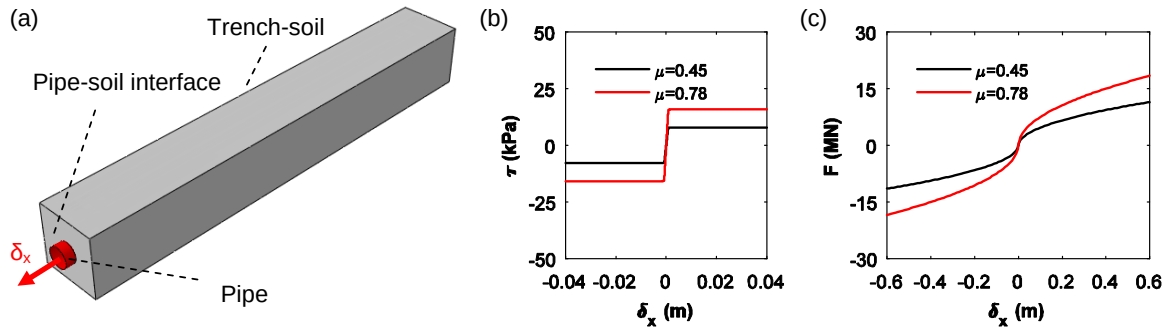 (a)
Trench-soil
Pipe-soil interface
δx
Pipe
(b)
50
25
0
-25
-50
τ (kPa)
μ=0.45
μ=0.78
-0.04 -0.02 0 0.02 0.04
δx (m)
(c)
30
15
0
-15
-30
F (MN)
μ=0.45
μ=0.78
-0.6 -0.4 -0.2 0 0.2 0.4 0.6
δx (m)